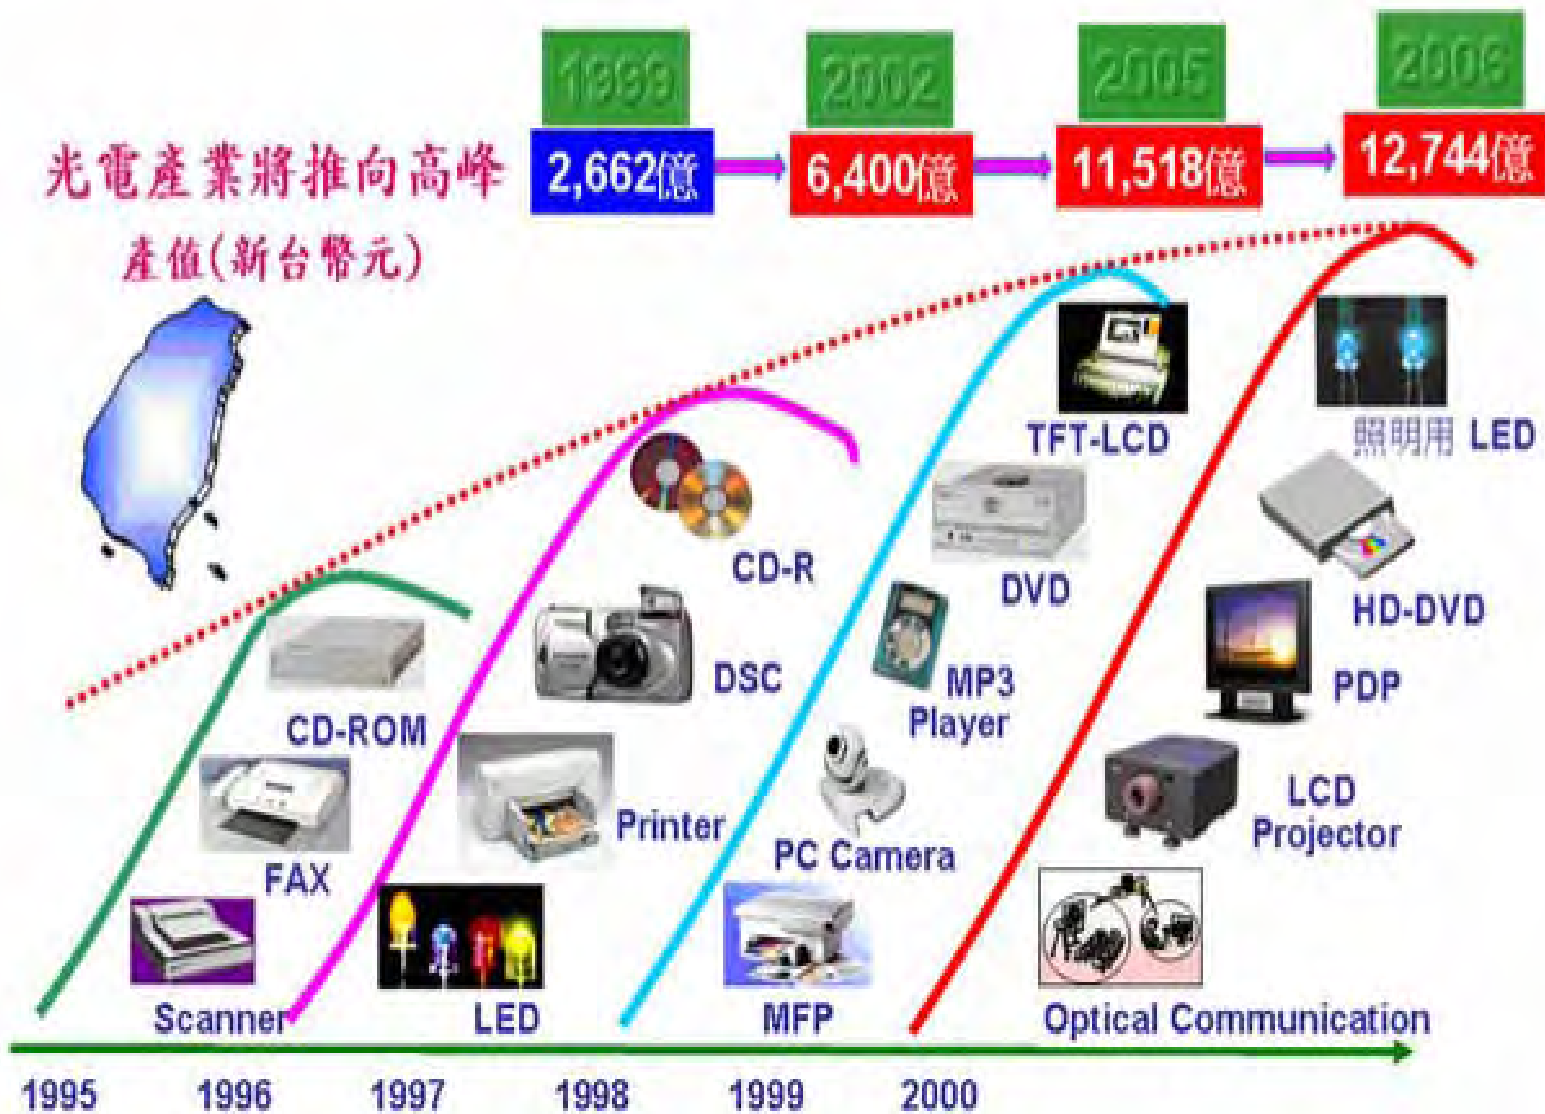 1999 2002 2005 2006
光電產業將推向高峰
2,662億 6,400億 11,518億 12,744億
產值(新台幣元)
TFT-LCD
照明用 LED
CD-R
DVD
HD-DVD
DSC
MP3
Player
PDP
CD-ROM
Printer
PC Camera
LCD
Projector
FAX
Scanner
LED
MFP
Optical Communication
1995 1996 1997 1998 1999 2000